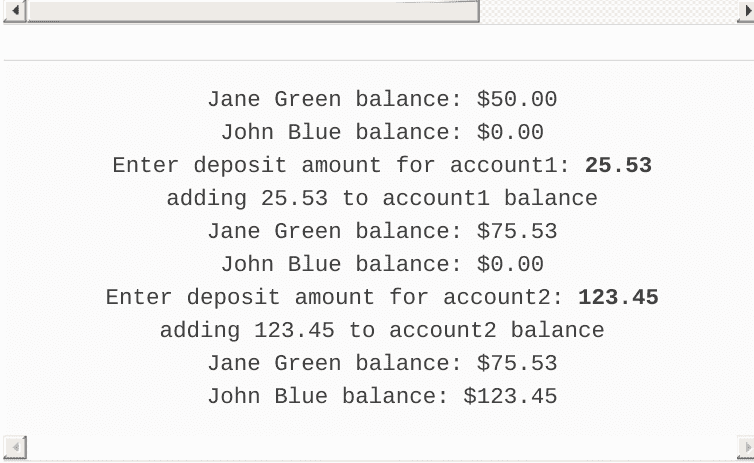 Jane Green balance: $50.00
John Blue balance: $0.00
Enter deposit amount for account1: 25.53
adding 25.53 to account1 balance
Jane Green balance: $75.53
John Blue balance: $0.00
Enter deposit amount for account2: 123.45
adding 123.45 to account2 balance
Jane Green balance: $75.53
John Blue balance: $123.45